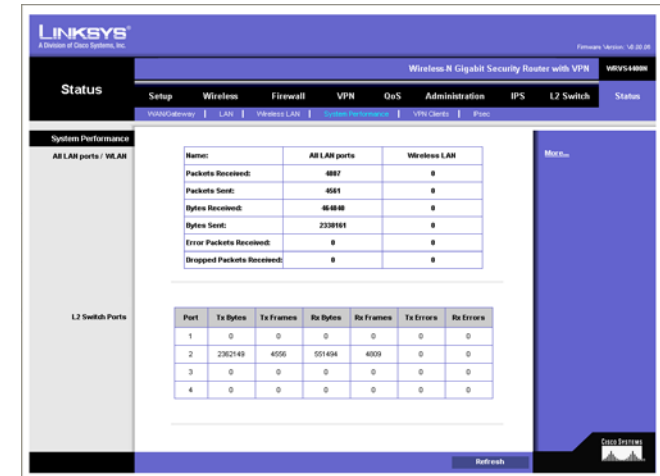 LINKSYS®
A Division of Cisco Systems, Inc.
Wireless-N Gigabit Security Router with VPN WRVS4400N
Status
Setup Wireless Firewall VPN QoS Administration IPS L2 Switch Status
WAN/Gateway | LAN | Wireless LAN | System Performance | VPN Clients | IPsec
System Performance
All LAN ports / WLAN
More...
Name: All LAN ports Wireless LAN
Packets Received: 4807 0
Packets Sent: 4561 0
Bytes Received: 464040 0
Bytes Sent: 2330161 0
Error Packets Received: 0 0
Dropped Packets Received: 0 0
L2 Switch Ports
Port Tx Bytes Tx Frames Rx Bytes Rx Frames Tx Errors Rx Errors
1 0 0 0 0 0 0
2 2362149 4556 551494 4809 0 0
3 0 0 0 0 0 0
4 0 0 0 0 0 0
Refresh
CISCO SYSTEMS